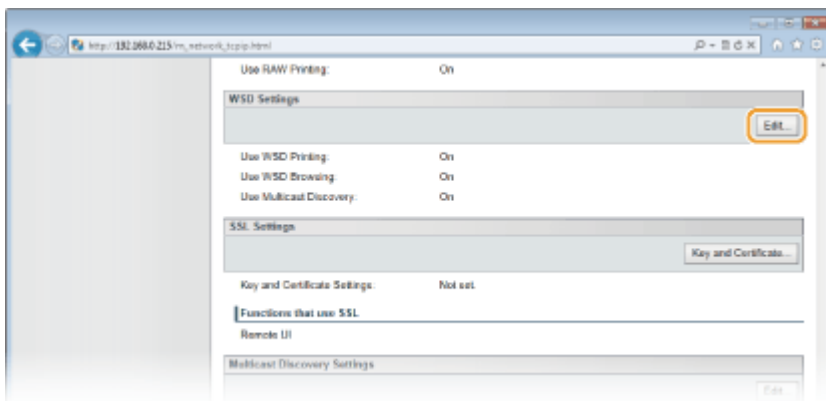 http://192.168.0.215/m_network_tcpip.html
Use RAW Printing: On
WSD Settings
Edit...
Use WSD Printing: On
Use WSD Browsing: On
Use Multicast Discovery: On
SSL Settings
Key and Certificate...
Key and Certificate Settings: Not set.
Functions that use SSL
Remote UI
Multicast Discovery Settings
Edit...